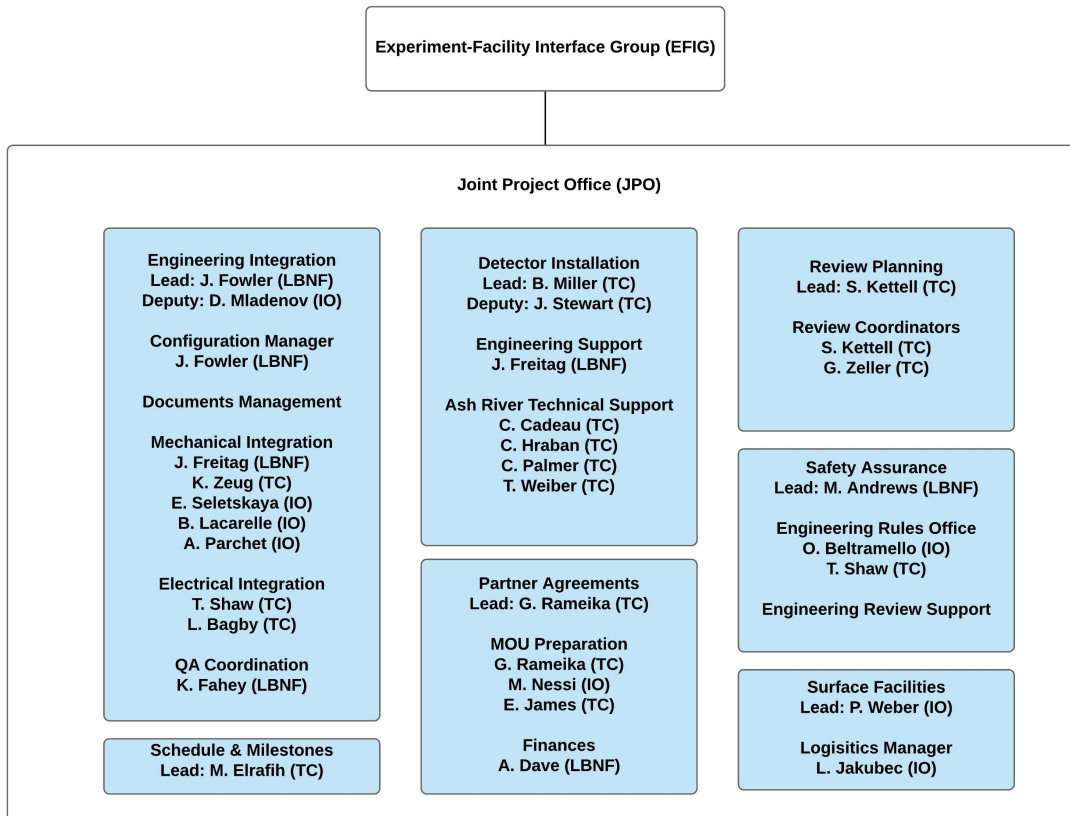 Experiment-Facility Interface Group (EFIG)
Joint Project Office (JPO)
Engineering Integration
Lead: J. Fowler (LBNF)
Deputy: D. Mladenov (IO)
Configuration Manager
J. Fowler (LBNF)
Documents Management
Mechanical Integration
J. Freitag (LBNF)
K. Zeug (TC)
E. Seletskaya (IO)
B. Lacarelle (IO)
A. Parchet (IO)
Electrical Integration
T. Shaw (TC)
L. Bagby (TC)
QA Coordination
K. Fahey (LBNF)
Schedule & Milestones
Lead: M. Elrafih (TC)
Detector Installation
Lead: B. Miller (TC)
Deputy: J. Stewart (TC)
Engineering Support
J. Freitag (LBNF)
Ash River Technical Support
C. Cadeau (TC)
C. Hraban (TC)
C. Palmer (TC)
T. Weiber (TC)
Partner Agreements
Lead: G. Rameika (TC)
MOU Preparation
G. Rameika (TC)
M. Nessi (IO)
E. James (TC)
Finances
A. Dave (LBNF)
Review Planning
Lead: S. Kettell (TC)
Review Coordinators
S. Kettell (TC)
G. Zeller (TC)
Safety Assurance
Lead: M. Andrews (LBNF)
Engineering Rules Office
O. Beltramello (IO)
T. Shaw (TC)
Engineering Review Support
Surface Facilities
Lead: P. Weber (IO)
Logisitics Manager
L. Jakubec (IO)